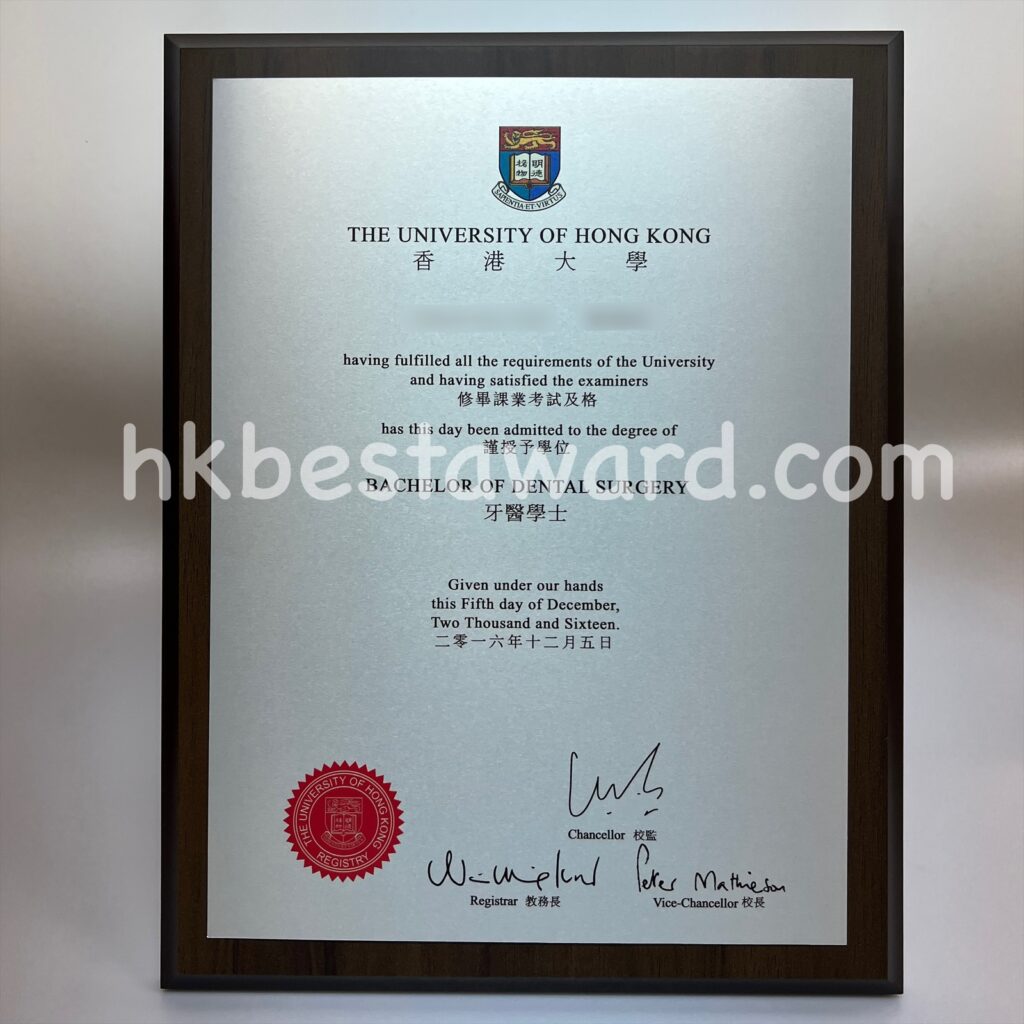 格物
明德
SAPIENTIA·ET·VIRTUS
THE UNIVERSITY OF HONG KONG
香港大學
having fulfilled all the requirements of the University
and having satisfied the examiners
修畢課業考試及格
has this day been admitted to the degree of
謹授予學位
hkbestaward.com
BACHELOR OF DENTAL SURGERY
牙醫學士
Given under our hands
this Fifth day of December,
Two Thousand and Sixteen.
二零一六年十二月五日
THE UNIVERSITY OF HONG KONG
REGISTRY
Chancellor 校監
Peter Mathieson
Registrar 教務長
Vice-Chancellor 校長